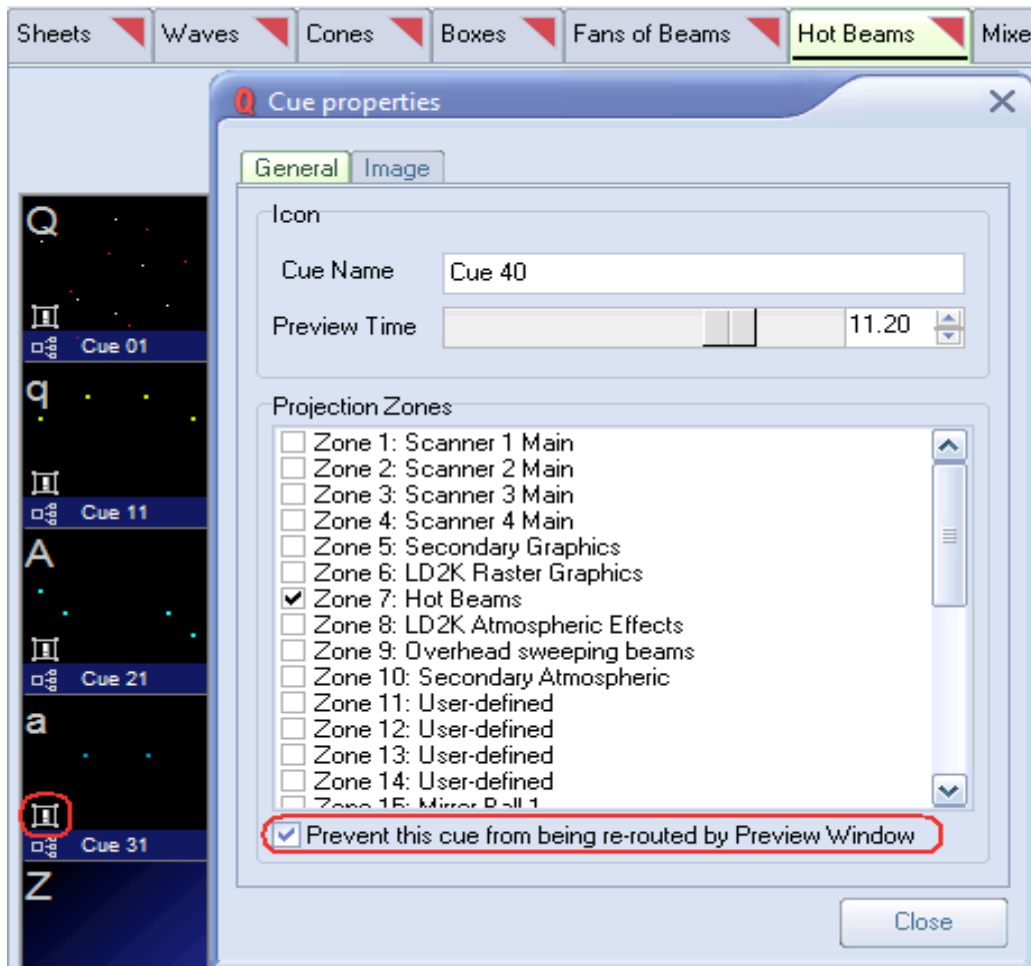 Sheets Waves Cones Boxes Fans of Beams Hot Beams Mixe
Cue properties
General Image
Icon
Cue Name Cue 40
Preview Time 11.20
Projection Zones
Zone 1: Scanner 1 Main
Zone 2: Scanner 2 Main
Zone 3: Scanner 3 Main
Zone 4: Scanner 4 Main
Zone 5: Secondary Graphics
Zone 6: LD2K Raster Graphics
Zone 7: Hot Beams
Zone 8: LD2K Atmospheric Effects
Zone 9: Overhead sweeping beams
Zone 10: Secondary Atmospheric
Zone 11: User-defined
Zone 12: User-defined
Zone 13: User-defined
Zone 14: User-defined
Zone 15: Mirror Ball 1
Prevent this cue from being re-routed by Preview Window
Close
Q
Cue 01
q
Cue 11
A
Cue 21
a
Cue 31
Z